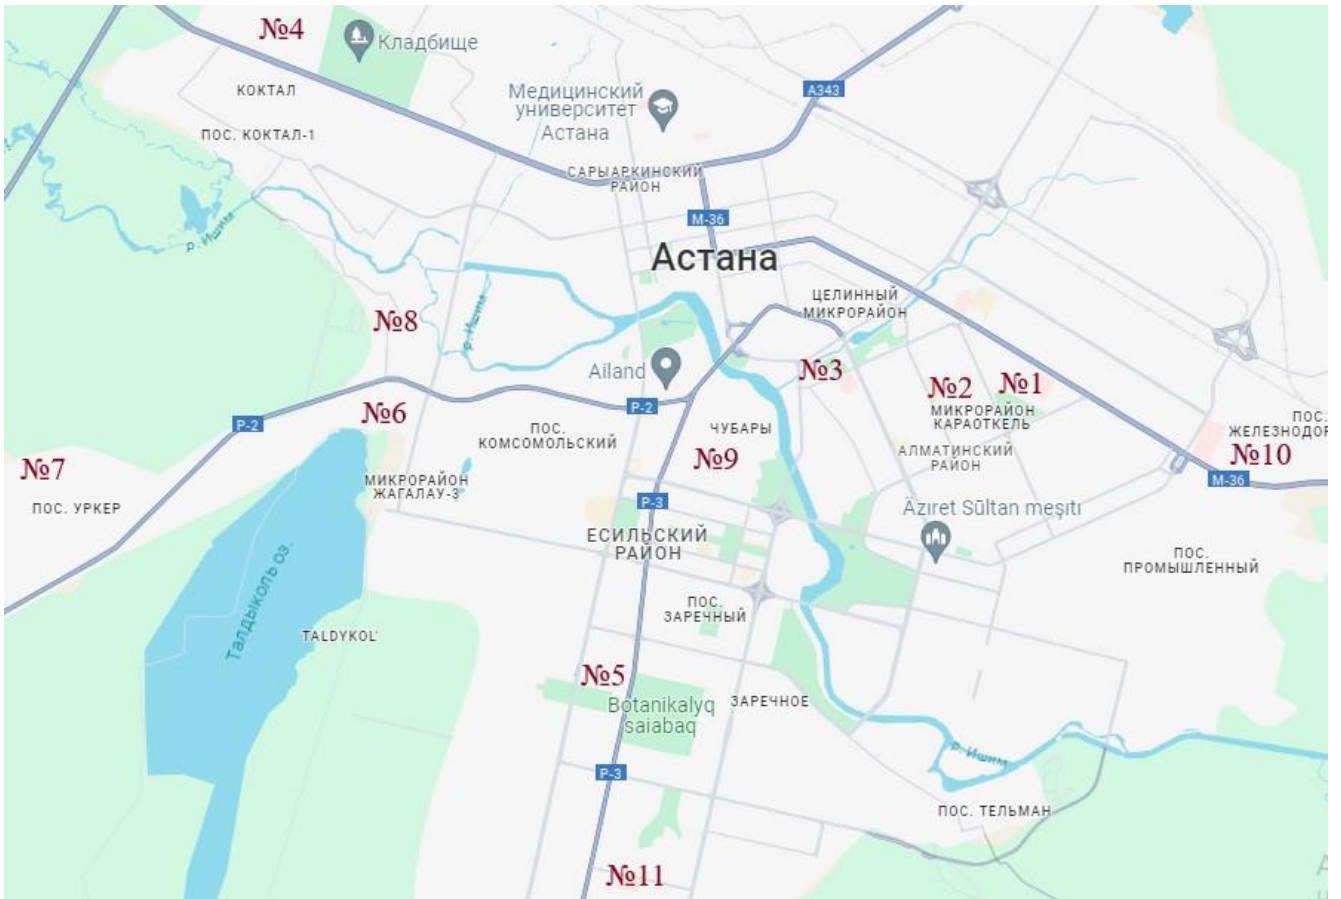 №4
Кладбище
КОКТАЛ
Медицинский
университет
Астана
A343
ПОС. КОКТАЛ-1
САРЫАРКИНСКИЙ
РАЙОН
р. Ишим
М-36
Астана
ЦЕЛИННЫЙ
МИКРОРАЙОН
№8
р. Ишим
Ailand
№3
№2
№1
МИКРОРАЙОН
КАРАОТКЕЛЬ
P-2
№6
P-2
ПОС.
КОМСОМОЛЬСКИЙ
ЧУБАРЫ
№9
АЛМАТИНСКИЙ
РАЙОН
ПОС.
№10
М-36
№7
ПОС. УРКЕР
МИКРОРАЙОН
ЖАГАЛАУ-3
P-3
Äziret Sūltan meşıtı
ЕСИЛЬСКИЙ
РАЙОН
ПОС.
ПРОМЫШЛЕННЫЙ
Талдыколь оз.
ПОС.
ЗАРЕЧНЫЙ
TALDYKOL'
№5
Botanikalyq
saiabaq
ЗАРЕЧНОЕ
р. Ишим
P-3
ПОС. ТЕЛЬМАН
№11